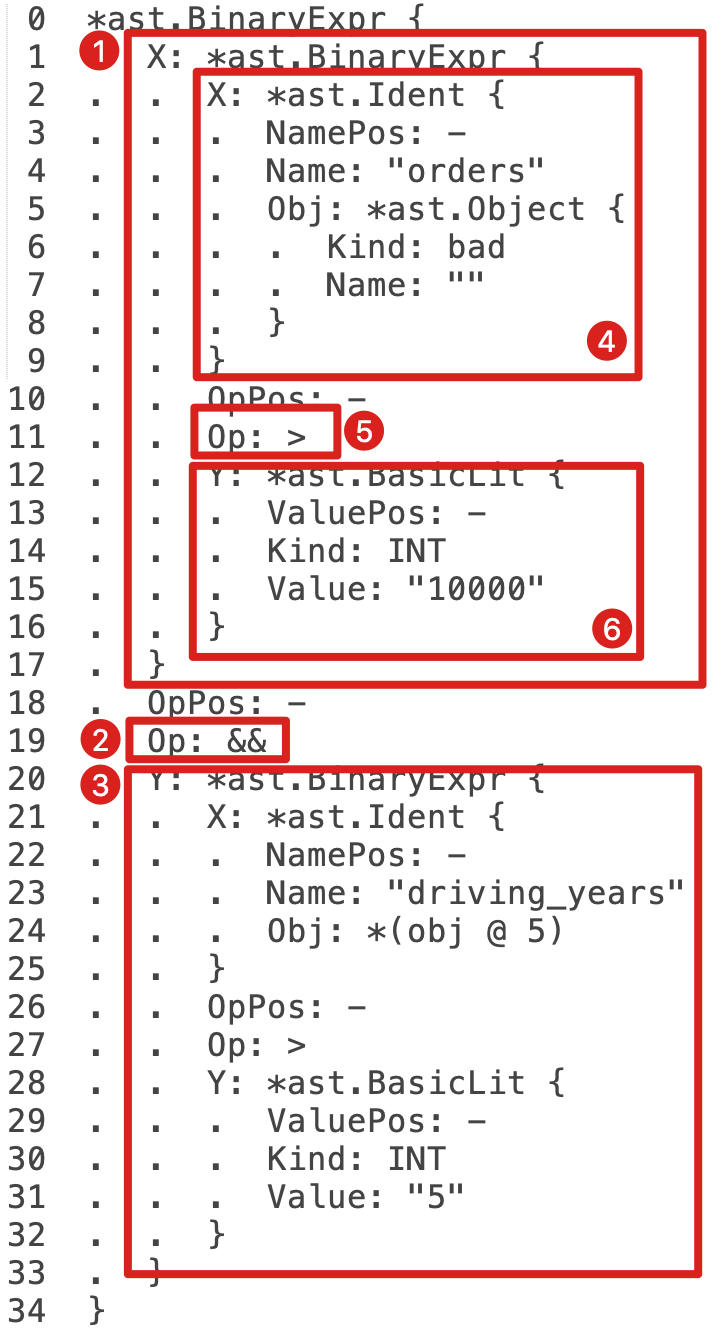 0 *ast.BinaryExpr {
1 ① X: *ast.BinaryExpr {
2 . . X: *ast.Ident {
3 . . . NamePos: -
4 . . . Name: "orders"
5 . . . Obj: *ast.Object {
6 . . . . Kind: bad
7 . . . . Name: ""
8 . . . }
9 . . } ④
10 . . OpPos: -
11 . . Op: > ⑤
12 . . Y: *ast.BasicLit {
13 . . . ValuePos: -
14 . . . Kind: INT
15 . . . Value: "10000"
16 . . } ⑥
17 . }
18 . OpPos: -
19 ② Op: &&
20 ③ Y: *ast.BinaryExpr {
21 . . X: *ast.Ident {
22 . . . NamePos: -
23 . . . Name: "driving_years"
24 . . . Obj: *(obj @ 5)
25 . . }
26 . . OpPos: -
27 . . Op: >
28 . . Y: *ast.BasicLit {
29 . . . ValuePos: -
30 . . . Kind: INT
31 . . . Value: "5"
32 . . }
33 . }
34 }